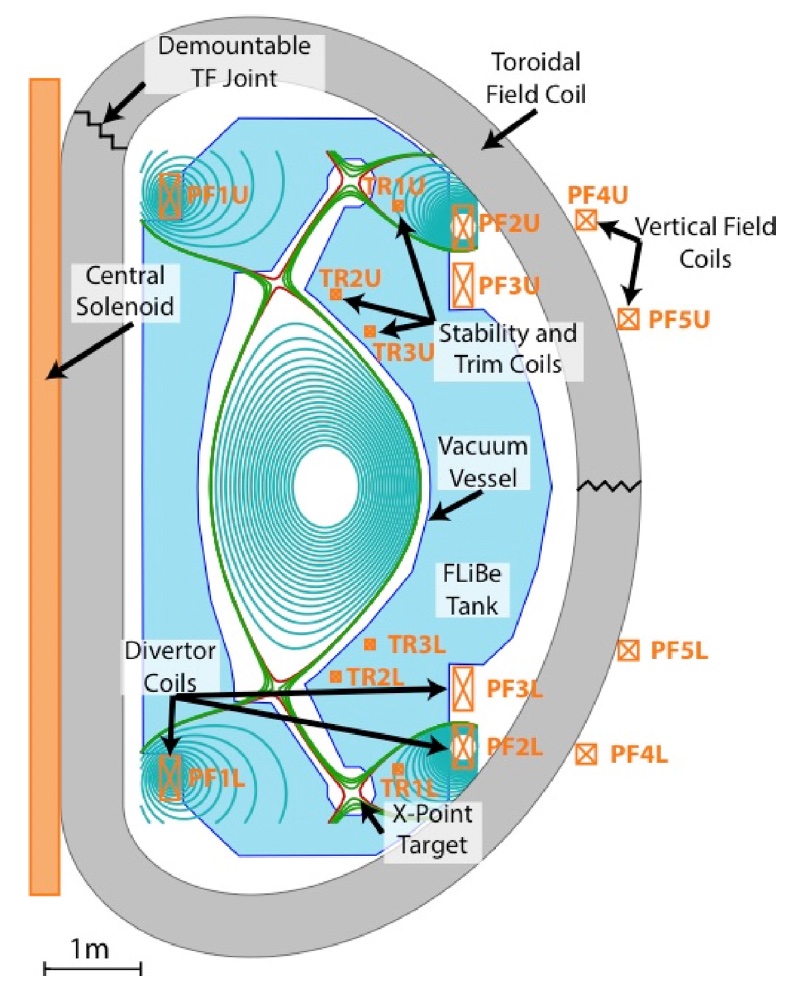 Demountable
TF Joint
Toroidal
Field Coil
PF1U
TR1U
PF4U
PF2U
Vertical Field
Coils
Central
Solenoid
TR2U
PF3U
PF5U
Stability and
Trim Coils
TR3U
Vacuum
Vessel
FLiBe
Tank
Divertor
Coils
TR3L
PF5L
TR2L
PF3L
PF2L
PF4L
PF1L
TR1L
X-Point
Target
1m